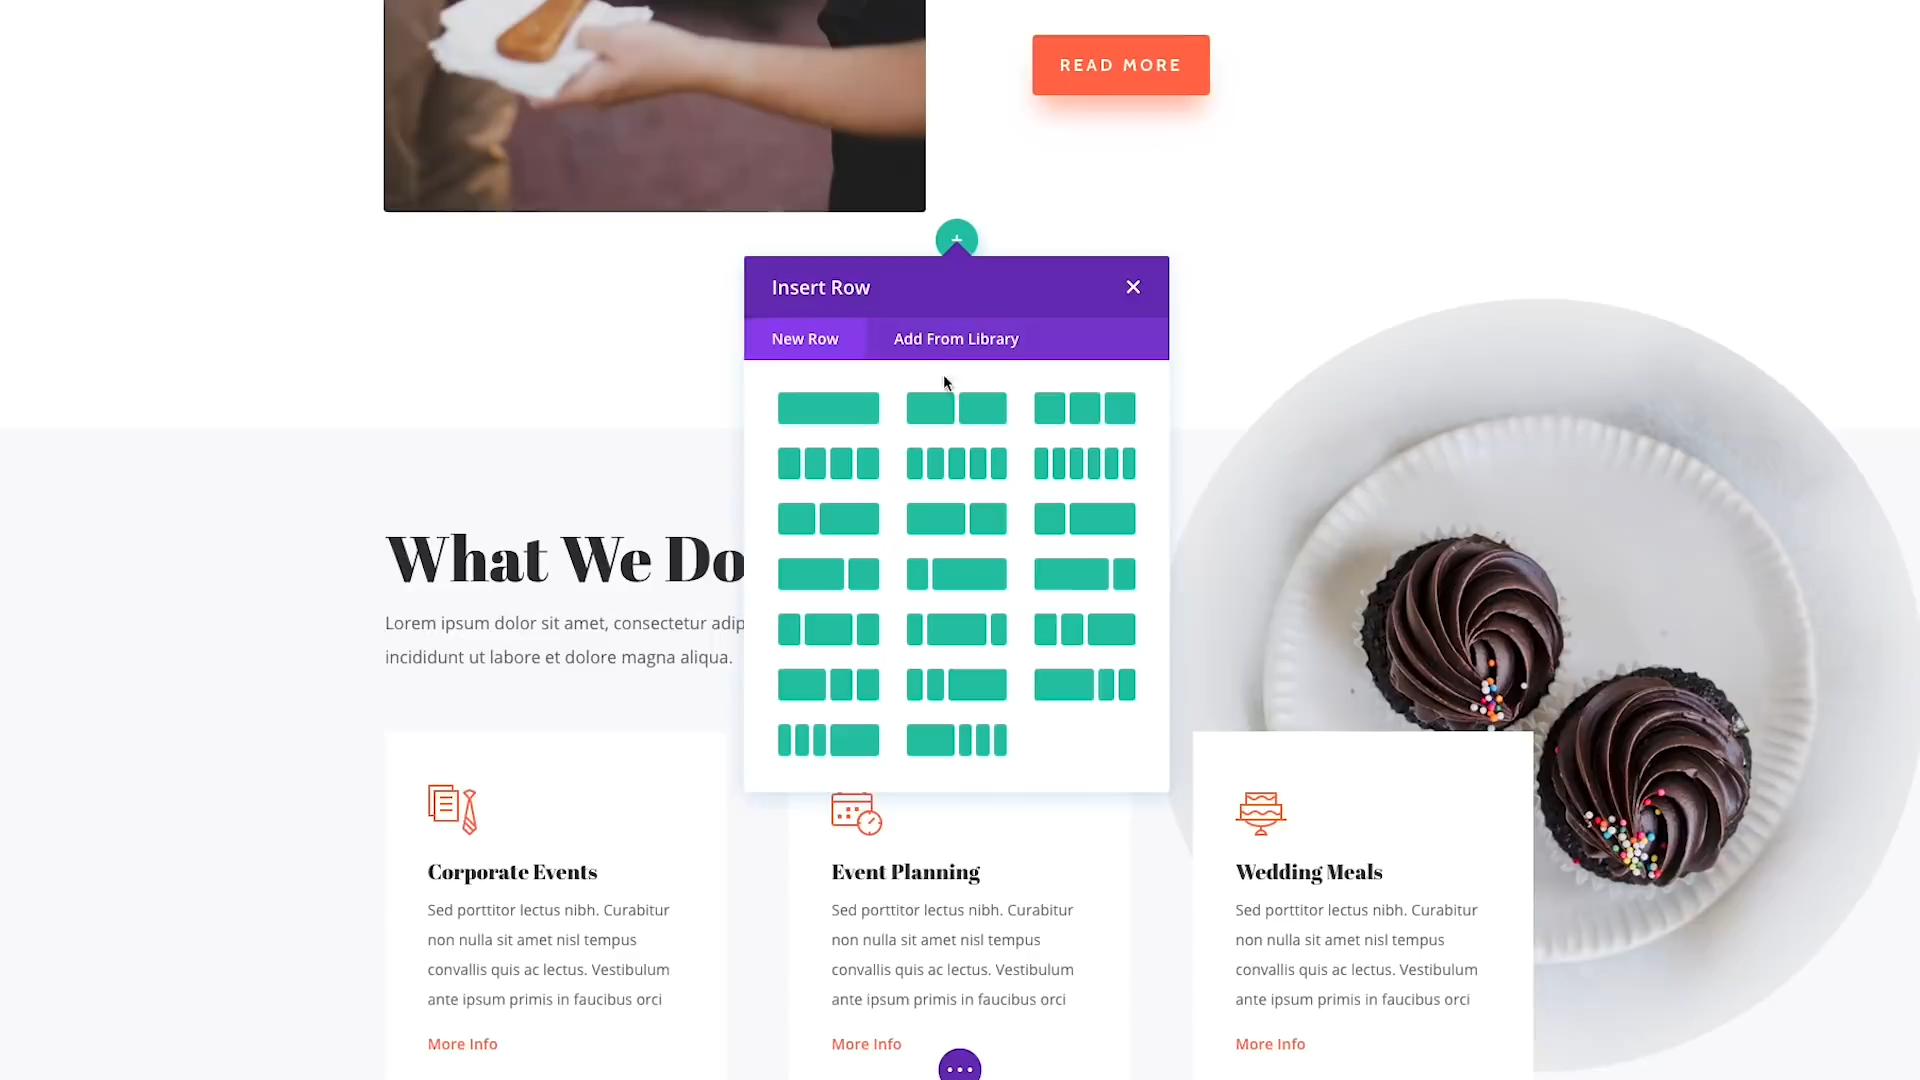 READ MORE
Insert Row
New Row
Add From Library
What We Do
Lorem ipsum dolor sit amet, consectetur
incididunt ut labore et dolore magna aliqua.
Corporate Events
Sed porttitor lectus nibh. Curabitur
non nulla sit amet nisl tempus
convallis quis ac lectus. Vestibulum
ante ipsum primis in faucibus orci
More Info
Event Planning
Sed porttitor lectus nibh. Curabitur
non nulla sit amet nisl tempus
convallis quis ac lectus. Vestibulum
ante ipsum primis in faucibus orci
More Info
Wedding Meals
Sed porttitor lectus nibh. Curabitur
non nulla sit amet nisl tempus
convallis quis ac lectus. Vestibulum
ante ipsum primis in faucibus orci
More Info